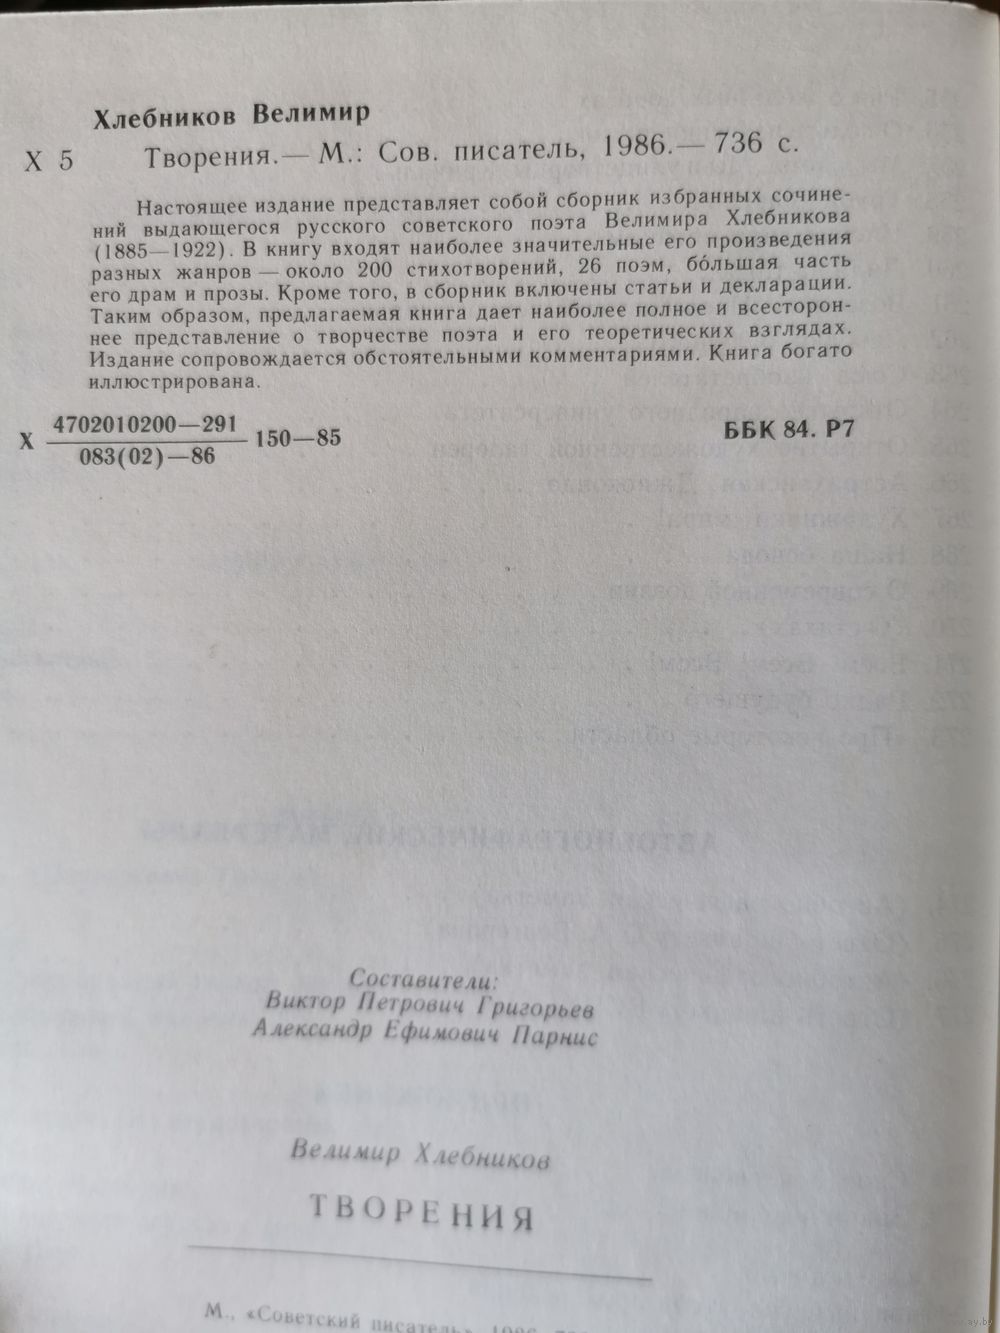 Хлебников Велимир
Х 5 Творения.— М.: Сов. писатель, 1986.— 736 с.
Настоящее издание представляет собой сборник избранных сочине-
ний выдающегося русского советского поэта Велимира Хлебникова
(1885—1922). В книгу входят наиболее значительные его произведения
разных жанров — около 200 стихотворений, 26 поэм, бо́льшая часть
его драм и прозы. Кроме того, в сборник включены статьи и декларации.
Таким образом, предлагаемая книга дает наиболее полное и всесторон-
нее представление о творчестве поэта и его теоретических взглядах.
Издание сопровождается обстоятельными комментариями. Книга богато
иллюстрирована.
Х 4702010200—291 150—85 ББК 84. Р7
083(02)—86
Составители:
Виктор Петрович Григорьев
Александр Ефимович Парнис
Велимир Хлебников
ТВОРЕНИЯ
М., «Советский писатель»